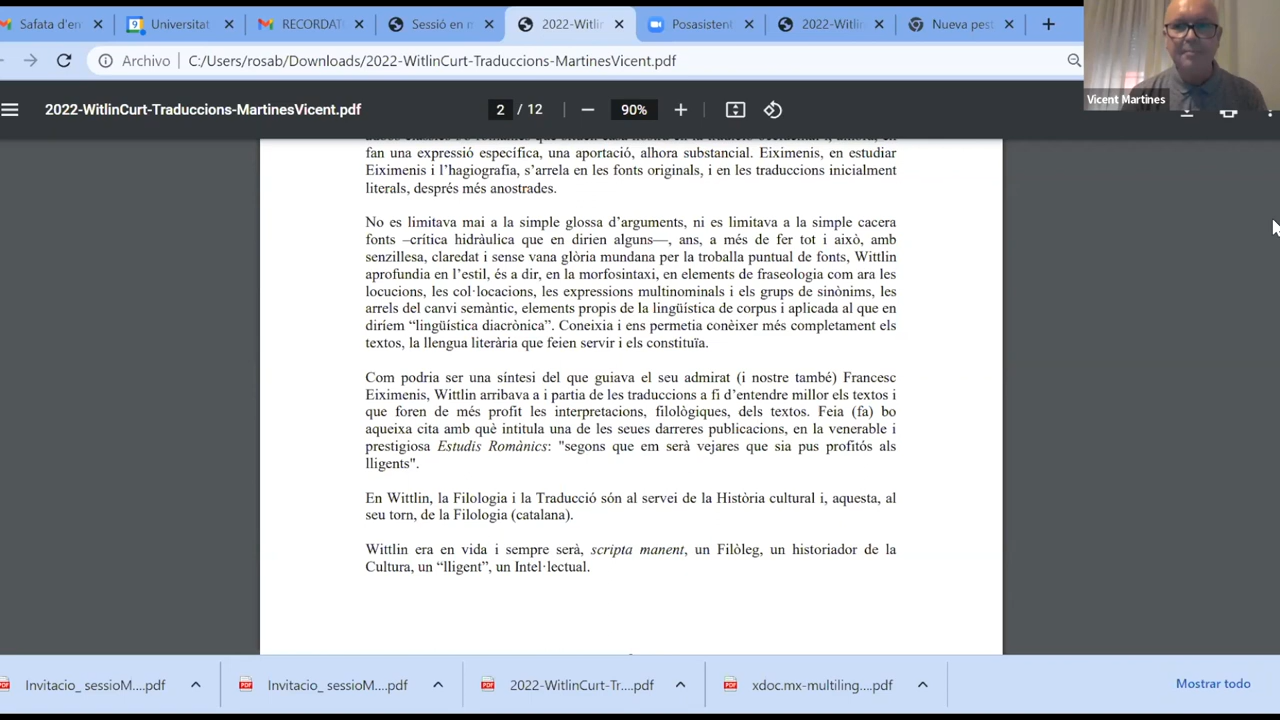 Safata d'en
Universitat
RECORDAT
Sessió en m
2022-Witlin
Posasistent
2022-Witlin
Nueva pest
Archivo
C:/Users/rosab/Downloads/2022-WitlinCurt-Traduccions-MartinesVicent.pdf
Vicent Martines
2022-WitlinCurt-Traduccions-MartinesVicent.pdf
2 / 12
90%
fan una expressió específica, una aportació, alhora substancial. Eiximenis, en estudiar
Eiximenis i l’hagiografia, s’arrela en les fonts originals, i en les traduccions inicialment
literals, després més anostrades.
No es limitava mai a la simple glossa d’arguments, ni es limitava a la simple cacera
fonts –crítica hidràulica que en dirien alguns—, ans, a més de fer tot i això, amb
senzillesa, claredat i sense vana glòria mundana per la troballa puntual de fonts, Wittlin
aprofundia en l’estil, és a dir, en la morfosintaxi, en elements de fraseologia com ara les
locucions, les col·locacions, les expressions multinominals i els grups de sinònims, les
arrels del canvi semàntic, elements propis de la lingüística de corpus i aplicada al que en
diríem “lingüística diacrònica”. Coneixia i ens permetia conèixer més completament els
textos, la llengua literària que feien servir i els constituïa.
Com podria ser una síntesi del que guiava el seu admirat (i nostre també) Francesc
Eiximenis, Wittlin arribava a i partia de les traduccions a fi d’entendre millor els textos i
que foren de més profit les interpretacions, filològiques, dels textos. Feia (fa) bo
aqueixa cita amb què intitula una de les seues darreres publicacions, en la venerable i
prestigiosa Estudis Romànics: "segons que em serà vejares que sia pus profitós als
lligents".
En Wittlin, la Filologia i la Traducció són al servei de la Història cultural i, aquesta, al
seu torn, de la Filologia (catalana).
Wittlin era en vida i sempre serà, scripta manent, un Filòleg, un historiador de la
Cultura, un “lligent”, un Intel·lectual.
Invitacio_ sessioM....pdf
Invitacio_ sessioM....pdf
2022-WitlinCurt-Tr....pdf
xdoc.mx-multiling....pdf
Mostrar todo